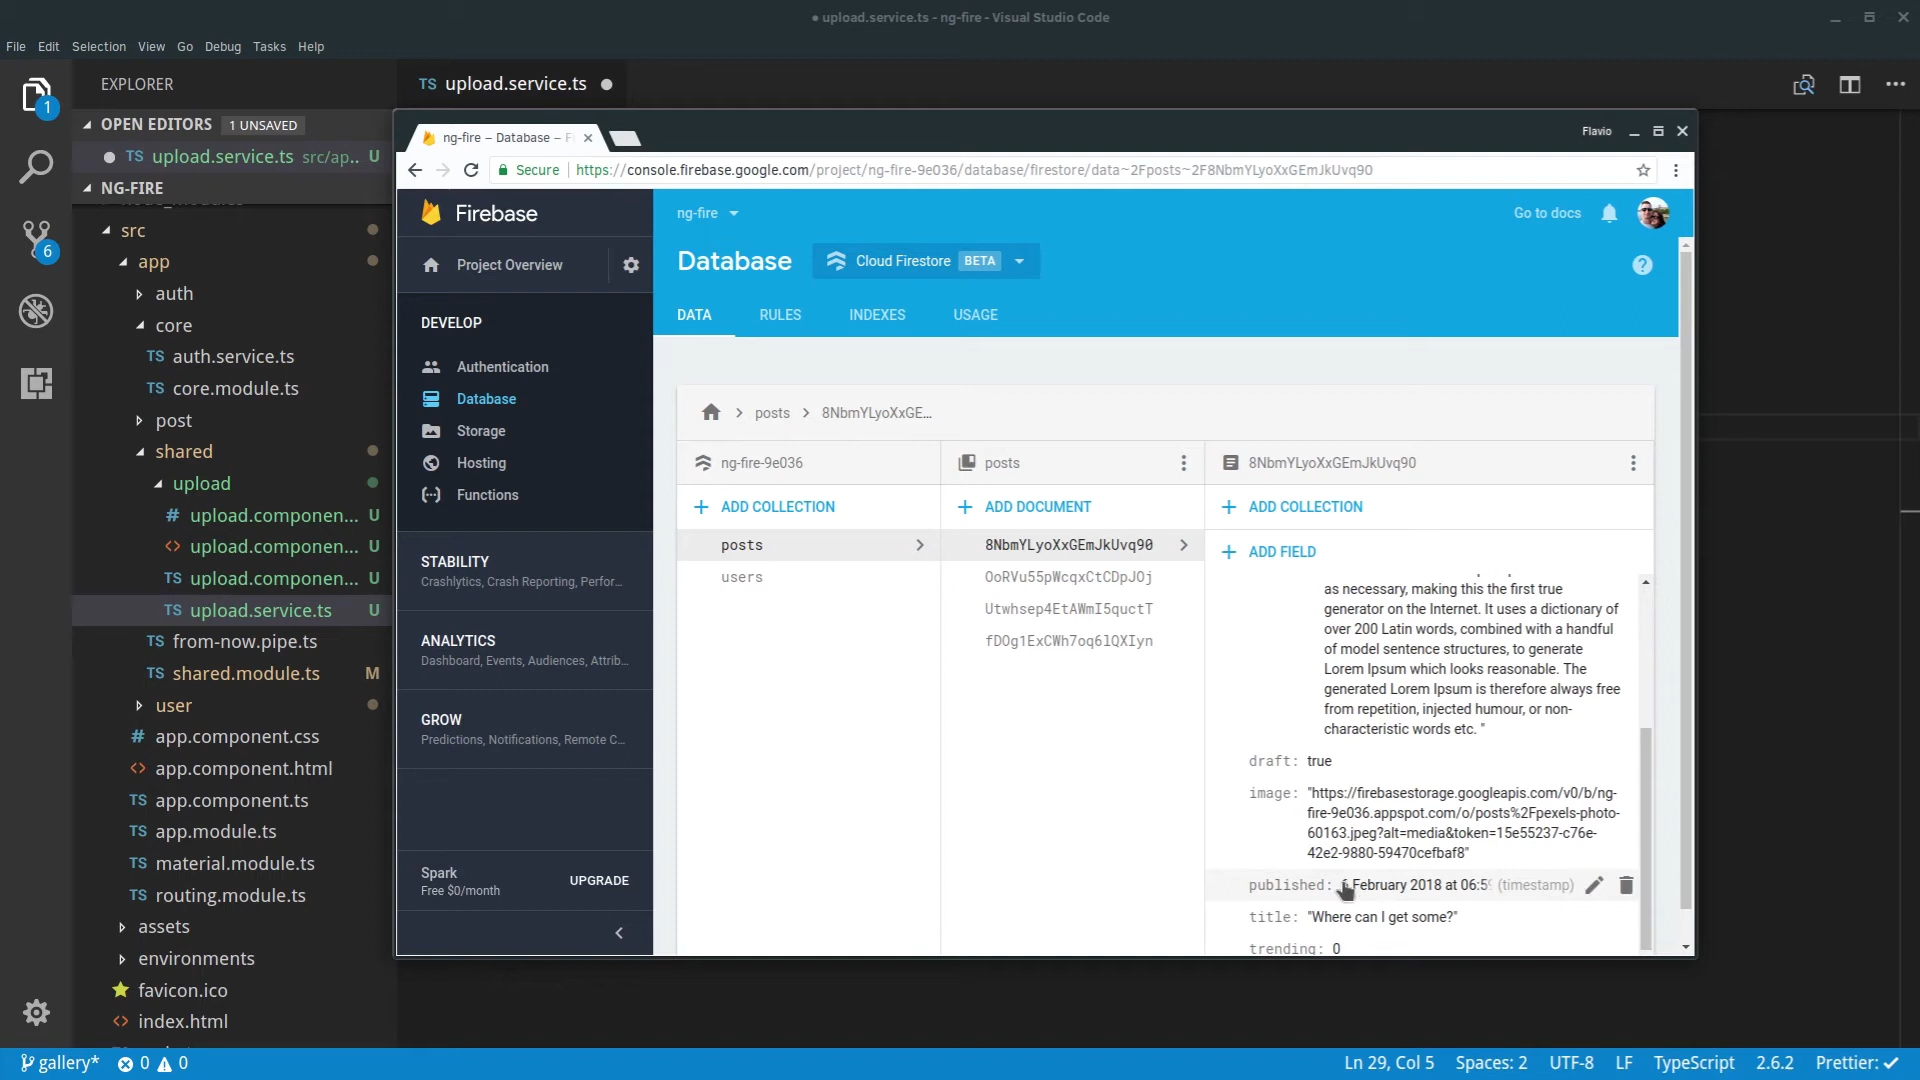 ● upload.service.ts - ng-fire - Visual Studio Code
File Edit Selection View Go Debug Tasks Help
EXPLORER
OPEN EDITORS 1 UNSAVED
TS upload.service.ts src/ap... U
NG-FIRE
src
app
auth
core
TS auth.service.ts
TS core.module.ts
post
shared
upload
# upload.componen... U
<> upload.componen... U
TS upload.componen... U
TS upload.service.ts U
TS from-now.pipe.ts
TS shared.module.ts M
user
# app.component.css
<> app.component.html
TS app.component.ts
TS app.module.ts
TS material.module.ts
TS routing.module.ts
assets
environments
favicon.ico
<> index.html
1
6
TS upload.service.ts
ng-fire – Database – F
Flavio
Secure https://console.firebase.google.com/project/ng-fire-9e036/database/firestore/data~2Fposts~2F8NbmYLyoXxGEmJkUvq90
Firebase
Project Overview
DEVELOP
Authentication
Database
Storage
Hosting
Functions
STABILITY
Crashlytics, Crash Reporting, Perfor...
ANALYTICS
Dashboard, Events, Audiences, Attrib...
GROW
Predictions, Notifications, Remote C...
Spark
Free $0/month
UPGRADE
ng-fire
Go to docs
Database Cloud Firestore BETA
DATA RULES INDEXES USAGE
posts 8NbmYLyoXxGE...
ng-fire-9e036
ADD COLLECTION
posts
users
posts
ADD DOCUMENT
8NbmYLyoXxGEmJkUvq90
OoRVu55pWcqxCtCDpJOj
Utwhsep4EtAWmI5quctT
fDOg1ExCWh7oq6lQXIyn
8NbmYLyoXxGEmJkUvq90
ADD COLLECTION
ADD FIELD
as necessary, making this the first true
generator on the Internet. It uses a dictionary of
over 200 Latin words, combined with a handful
of model sentence structures, to generate
Lorem Ipsum which looks reasonable. The
generated Lorem Ipsum is therefore always free
from repetition, injected humour, or non-
characteristic words etc. "
draft: true
image: "https://firebasestorage.googleapis.com/v0/b/ng-
fire-9e036.appspot.com/o/posts%2Fpexels-photo-
60163.jpeg?alt=media&token=15e55237-c76e-
42e2-9880-59470cefbaf8"
published: February 2018 at 06:5 (timestamp)
title: "Where can I get some?"
trending: 0
gallery* 0 0
Ln 29, Col 5 Spaces: 2 UTF-8 LF TypeScript 2.6.2 Prettier: ✓